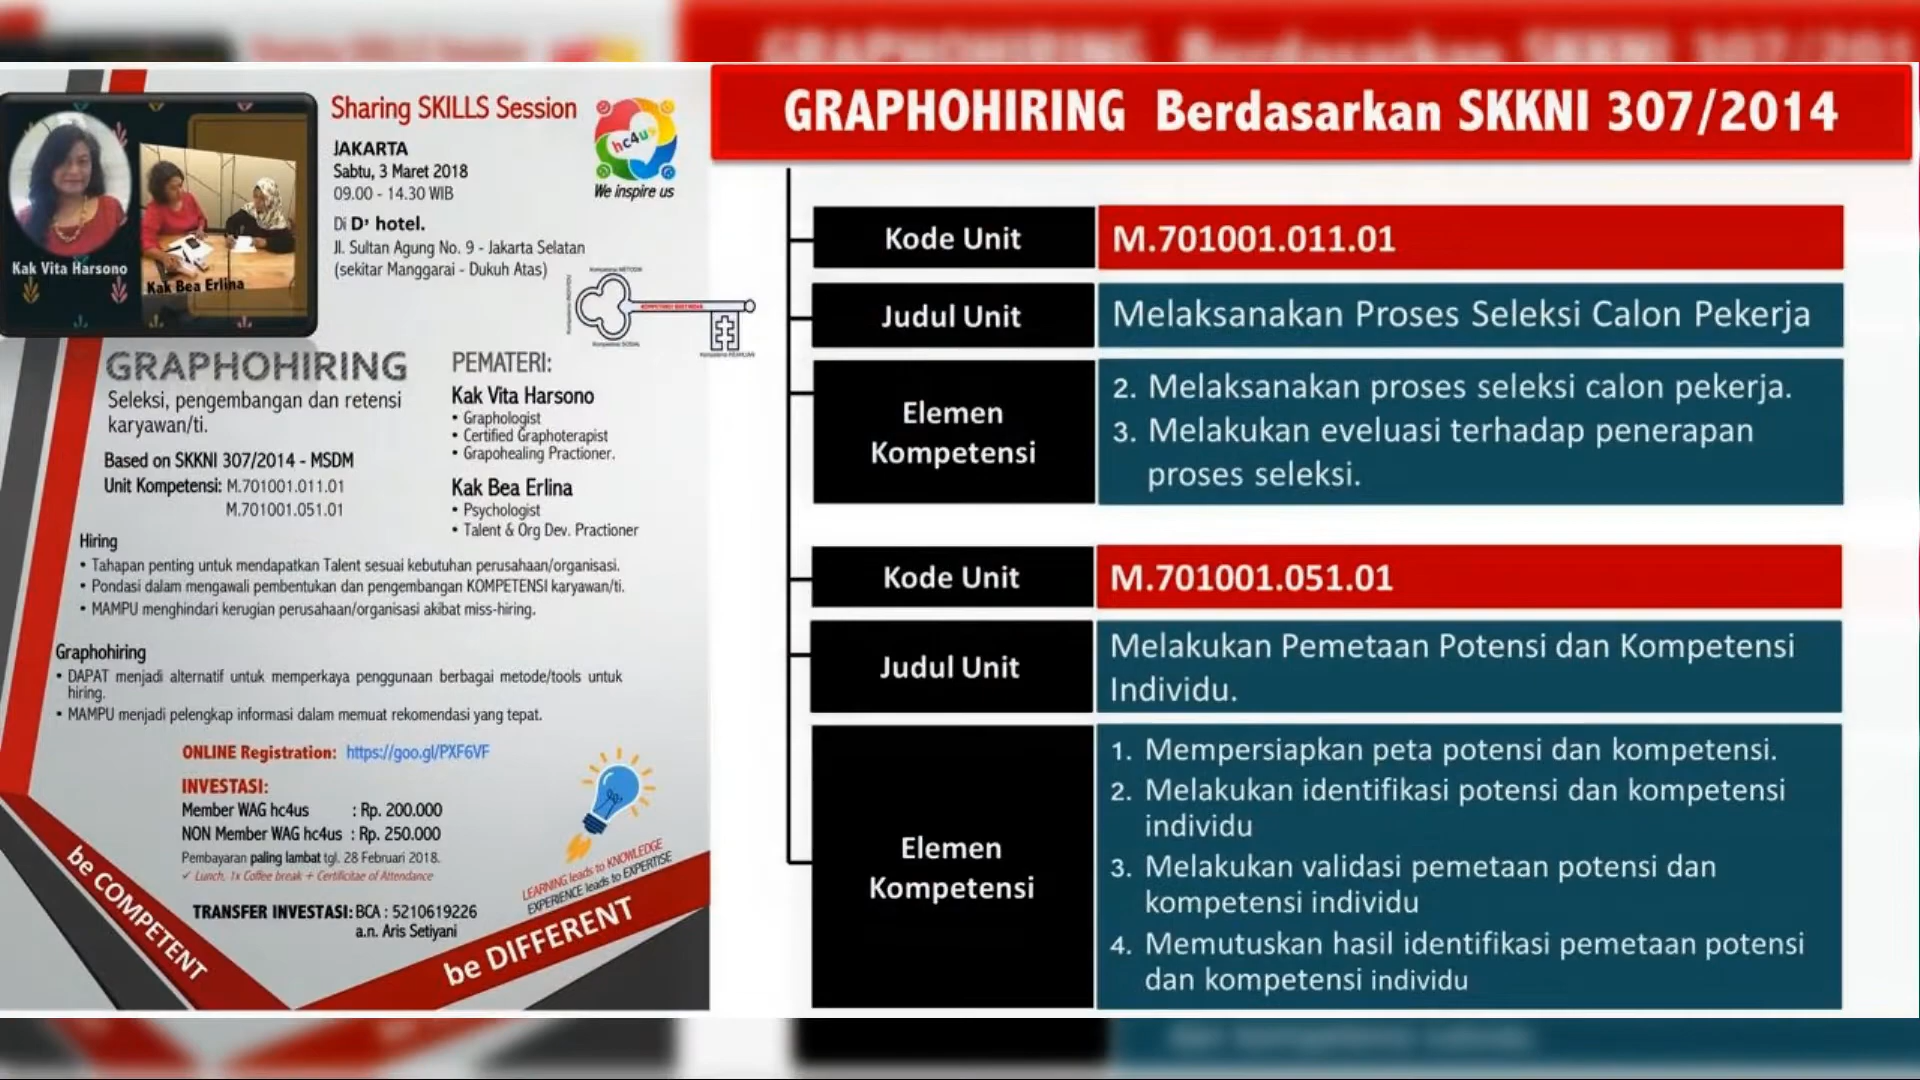 Sharing SKILLS Session
JAKARTA
Sabtu, 3 Maret 2018
09.00 - 14.30 WIB
Di D' hotel.
Jl. Sultan Agung No. 9 - Jakarta Selatan
(sekitar Manggarai - Dukuh Atas)
hc4us
We inspire us
Kak Vita Harsono
Kak Bea Erlina
GRAPHOHIRING
Seleksi, pengembangan dan retensi
karyawan/ti.
Based on SKKNI 307/2014 - MSDM
Unit Kompetensi: M.701001.011.01
M.701001.051.01
PEMATERI:
Kak Vita Harsono
• Graphologist
• Certified Graphoterapist
• Grapohealing Practioner.
Kak Bea Erlina
• Psychologist
• Talent & Org Dev. Practioner
Hiring
• Tahapan penting untuk mendapatkan Talent sesuai kebutuhan perusahaan/organisasi.
• Pondasi dalam mengawali pembentukan dan pengembangan KOMPETENSI karyawan/ti.
• MAMPU menghindari kerugian perusahaan/organisasi akibat miss-hiring.
Graphohiring
• DAPAT menjadi alternatif untuk memperkaya penggunaan berbagai metode/tools untuk
hiring.
• MAMPU menjadi pelengkap informasi dalam memuat rekomendasi yang tepat.
ONLINE Registration: https://goo.gl/PXF6VF
INVESTASI:
Member WAG hc4us : Rp. 200.000
NON Member WAG hc4us : Rp. 250.000
Pembayaran paling lambat tgl. 28 Februari 2018.
✓ Lunch, 1x Coffee break + Certificitae of Attendance
TRANSFER INVESTASI: BCA : 5210619226
a.n. Aris Setiyani
LEARNING leads to KNOWLEDGE
EXPERIENCE leads to EXPERTISE
be COMPETENT
be DIFFERENT
GRAPHOHIRING Berdasarkan SKKNI 307/2014
Kode Unit M.701001.011.01
Judul Unit Melaksanakan Proses Seleksi Calon Pekerja
Elemen
Kompetensi
2. Melaksanakan proses seleksi calon pekerja.
3. Melakukan eveluasi terhadap penerapan
proses seleksi.
Kode Unit M.701001.051.01
Judul Unit
Melakukan Pemetaan Potensi dan Kompetensi
Individu.
Elemen
Kompetensi
1. Mempersiapkan peta potensi dan kompetensi.
2. Melakukan identifikasi potensi dan kompetensi
individu
3. Melakukan validasi pemetaan potensi dan
kompetensi individu
4. Memutuskan hasil identifikasi pemetaan potensi
dan kompetensi individu